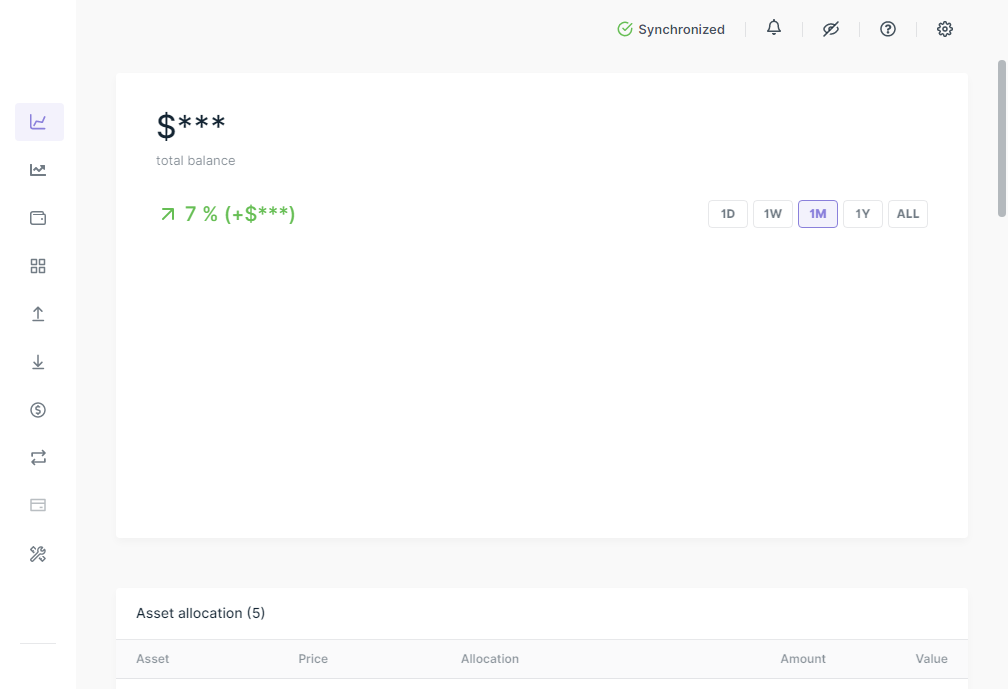 Synchronized
$***
total balance
7 % (+$***)
1D 1W 1M 1Y ALL
Asset allocation (5)
Asset Price Allocation Amount Value